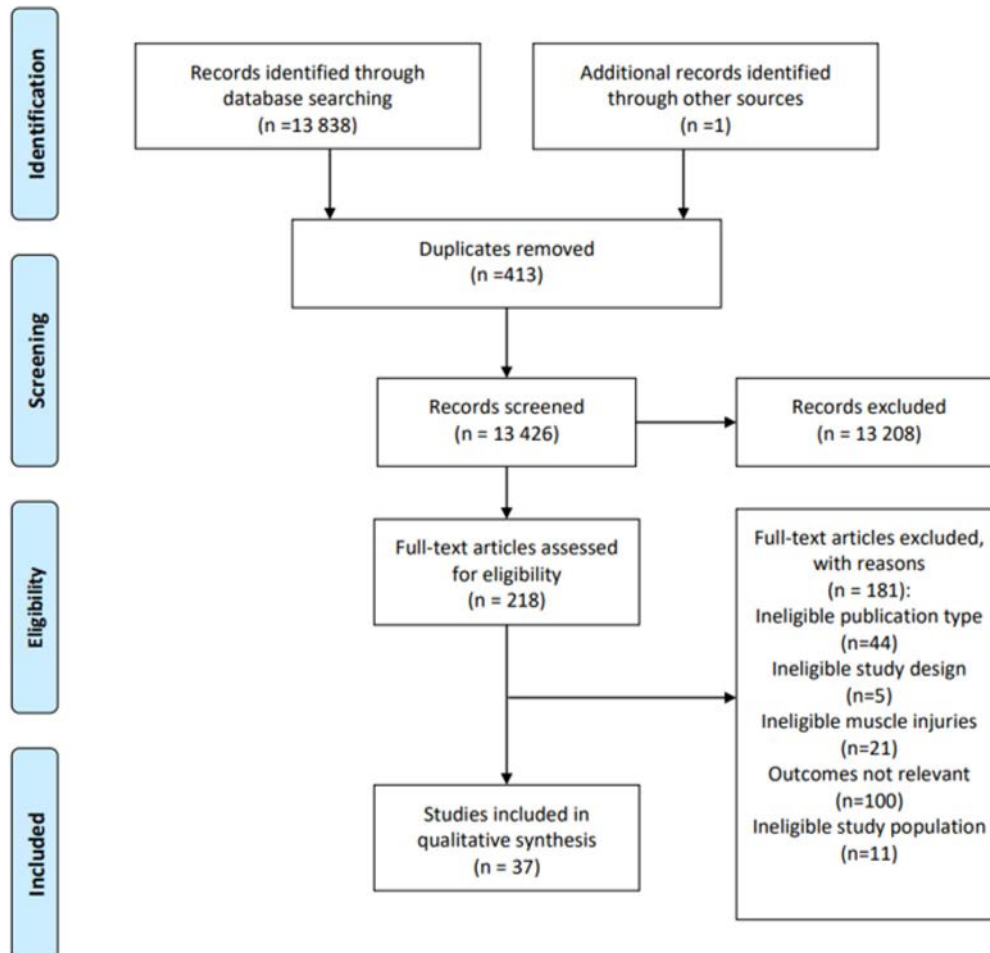 Identification
Records identified through
database searching
(n =13 838)
Additional records identified
through other sources
(n =1)
Screening
Duplicates removed
(n =413)
Records screened
(n = 13 426)
Records excluded
(n = 13 208)
Eligibility
Full-text articles assessed
for eligibility
(n = 218)
Full-text articles excluded,
with reasons
(n = 181):
Ineligible publication type
(n=44)
Ineligible study design
(n=5)
Ineligible muscle injuries
(n=21)
Outcomes not relevant
(n=100)
Ineligible study population
(n=11)
Included
Studies included in
qualitative synthesis
(n = 37)